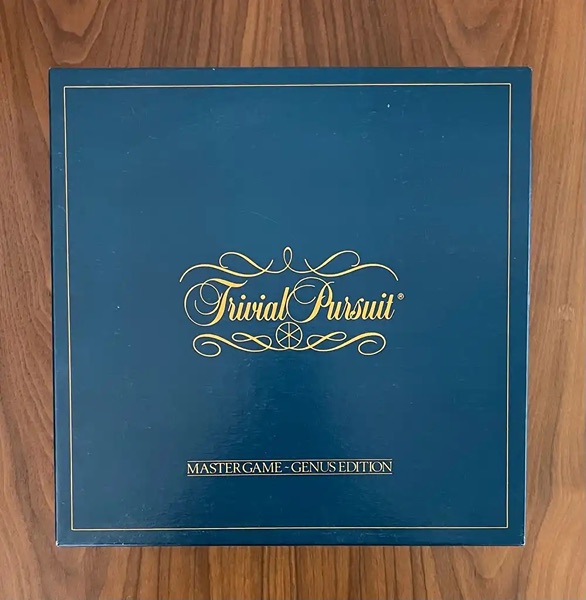 Trivial Pursuit®
MASTER GAME - GENUS EDITION